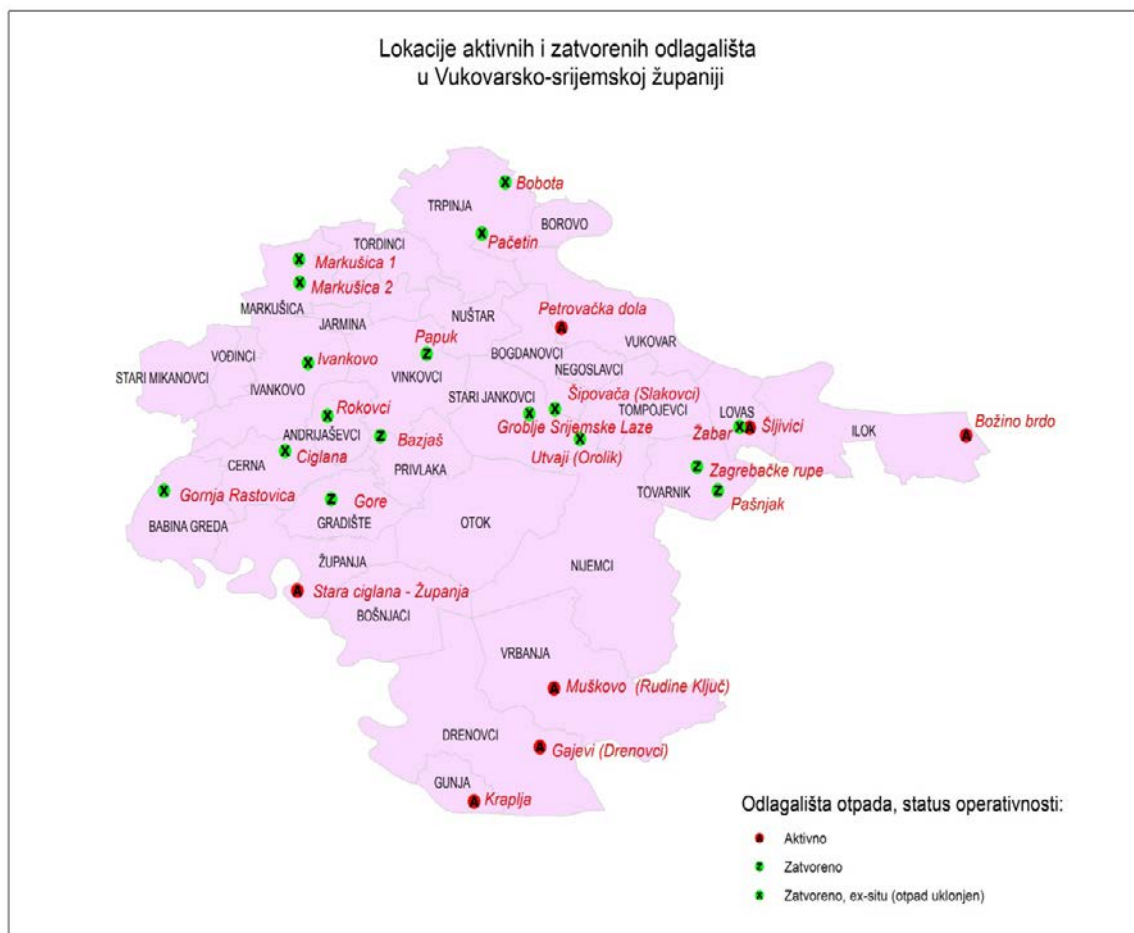 Lokacije aktivnih i zatvorenih odlagališta
u Vukovarsko-srijemskoj županiji
X Bobota
TRPINJA
BOROVO
X Pačetin
TORDINCI
X Markušica 1
X Markušica 2
MARKUŠICA
NUŠTAR
Petrovačka dola
A
JARMINA
Papuk
Z
VUKOVAR
BOGDANOVCI
VOĐINCI
X Ivankovo
NEGOSLAVCI
STARI MIKANOVCI
VINKOVCI
IVANKOVO
STARI JANKOVCI
X Šipovača (Slakovci)
X Rokovci
TOMPOJEVCI
LOVAS
X Groblje Srijemske Laze
Žabar X A Šljivici
Božino brdo
A
ILOK
ANDRIJAŠEVCI
Z Bazjaš
X Utvaji (Orolik)
X Ciglana
CERNA
PRIVLAKA
Z Zagrebačke rupe
X Gornja Rastovica
Z Gore
TOVARNIK
Z Pašnjak
BABINA GREDA
GRADIŠTE
OTOK
ŽUPANJA
NIJEMCI
A Stara ciglana - Županja
BOŠNJACI
VRBANJA
A Muškovo (Rudine Ključ)
DRENOVCI
A Gajevi (Drenovci)
GUNJA
A Kraplja
Odlagališta otpada, status operativnosti:
A Aktivno
Z Zatvoreno
X Zatvoreno, ex-situ (otpad uklonjen)